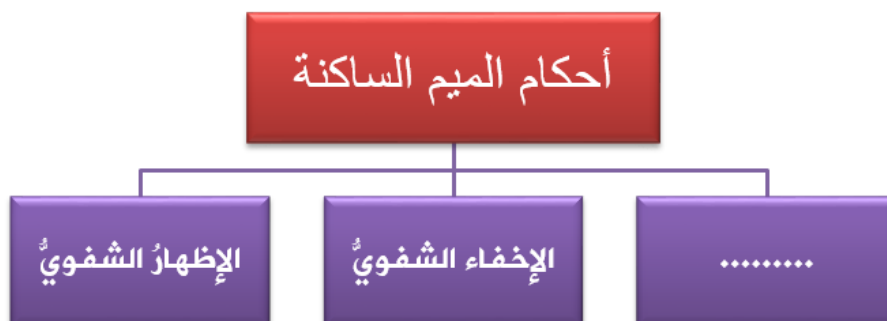 أحكام الميم الساكنة
.........
الإخفاء الشفويُّ
الإظهارُ الشفويُّ